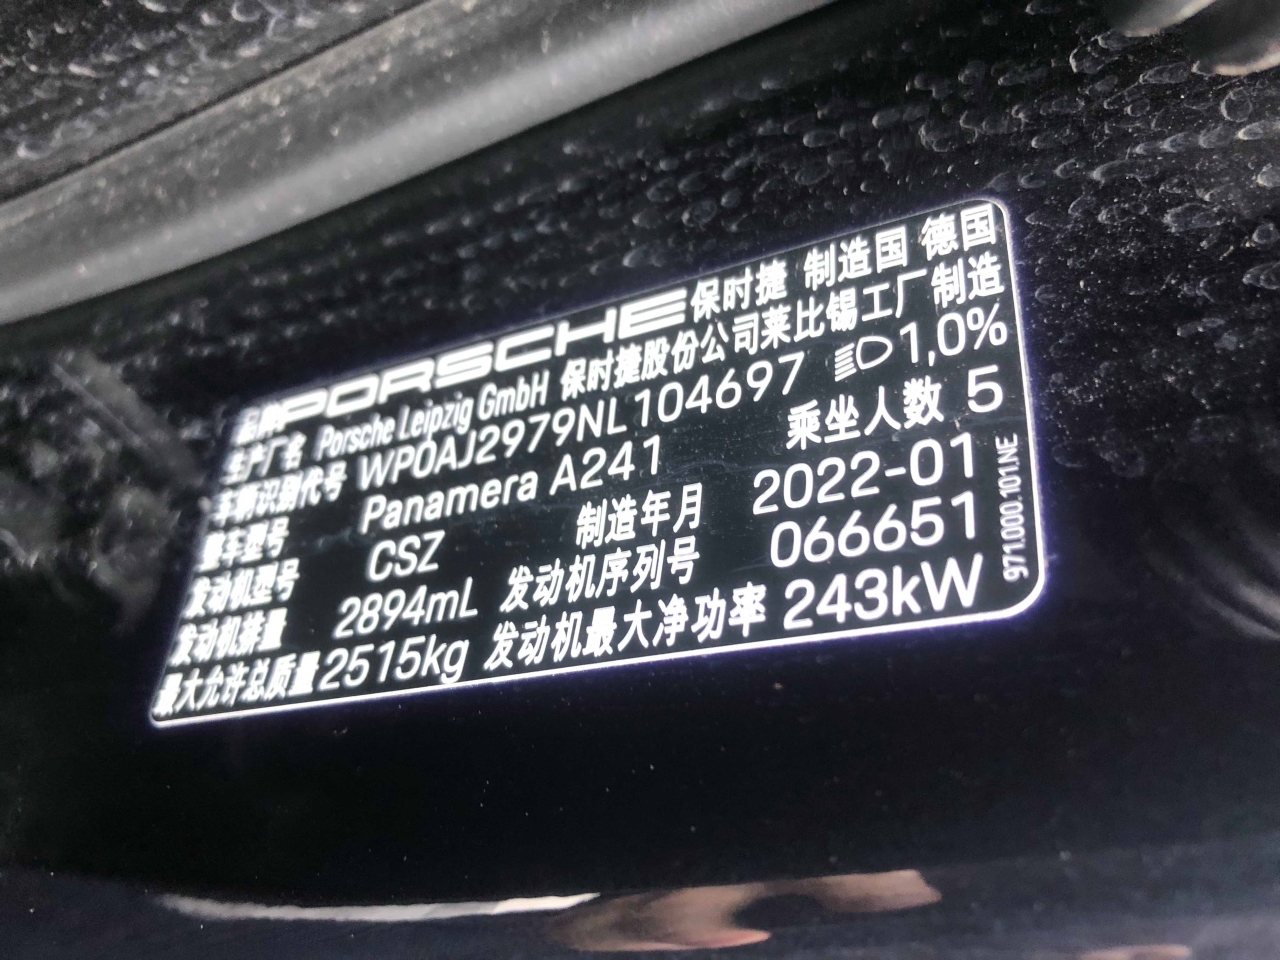 品牌 PORSCHE 保时捷 制造国 德国
生产厂名 Porsche Leipzig GmbH 保时捷股份公司莱比锡工厂制造
车辆识别代号 WP0AJ2979NL104697 1,0%
整车型号 Panamera A241 乘坐人数 5
发动机型号 CSZ 制造年月 2022-01
发动机排量 2894mL 发动机序列号 066651
最大允许总质量 2515kg 发动机最大净功率 243kW
971.000.101.NE